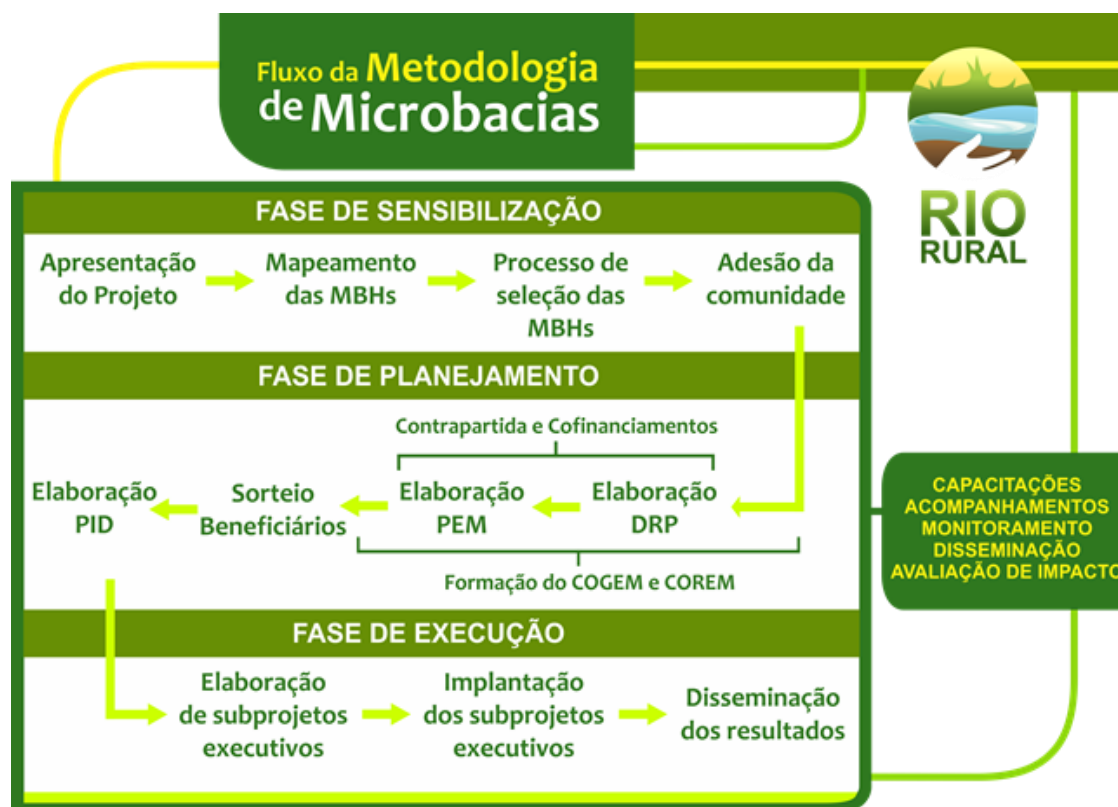 Fluxo da Metodologia
de Microbacias
RIO
RURAL
FASE DE SENSIBILIZAÇÃO
Apresentação
do Projeto
Mapeamento
das MBHs
Processo de
seleção das
MBHs
Adesão da
comunidade
FASE DE PLANEJAMENTO
Contrapartida e Cofinanciamentos
Elaboração
DRP
Elaboração
PEM
Sorteio
Beneficiários
Elaboração
PID
Formação do COGEM e COREM
FASE DE EXECUÇÃO
Elaboração
de subprojetos
executivos
Implantação
dos subprojetos
executivos
Disseminação
dos resultados
CAPACITAÇÕES
ACOMPANHAMENTOS
MONITORAMENTO
DISSEMINAÇÃO
AVALIAÇÃO DE IMPACTO